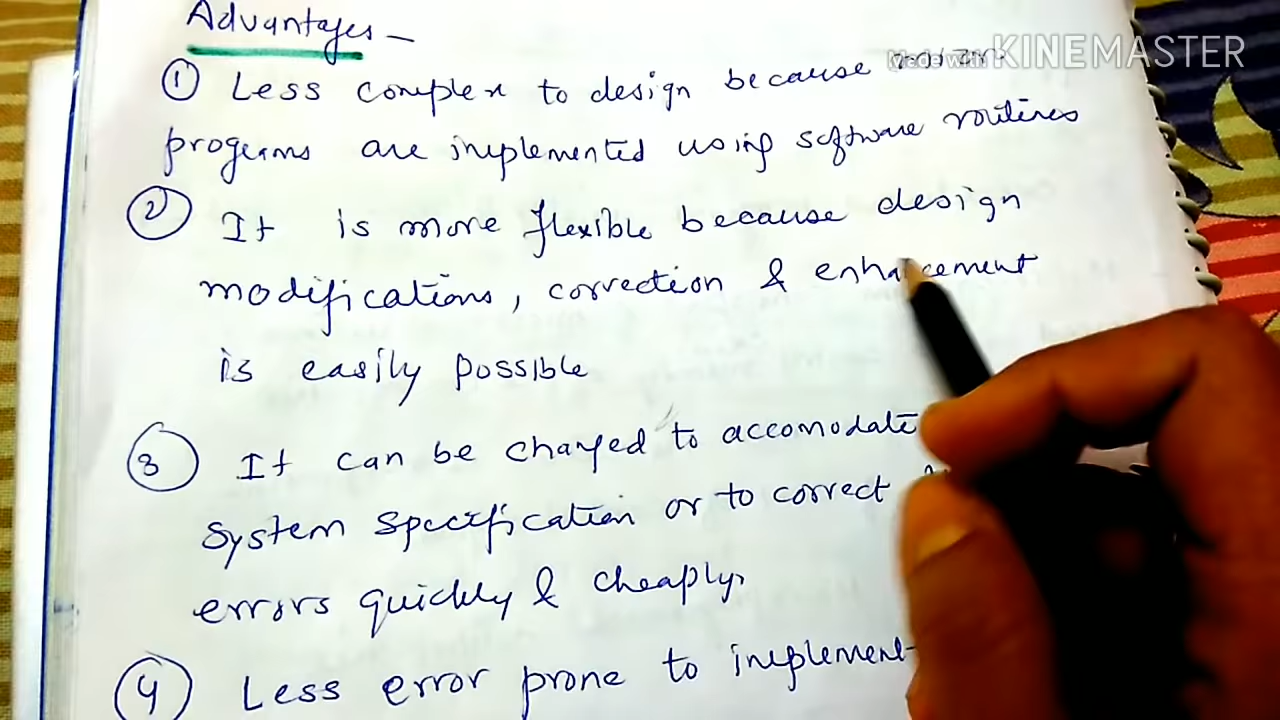 Advantages -
Made with KINEMASTER
① Less complex to design because
programs are implemented using software routines
② It is more flexible because design
modifications, correction & enhancement
is easily possible
③ It can be changed to accomodate
system specification or to correct
errors quickly & cheaply.
④ Less error prone to implement